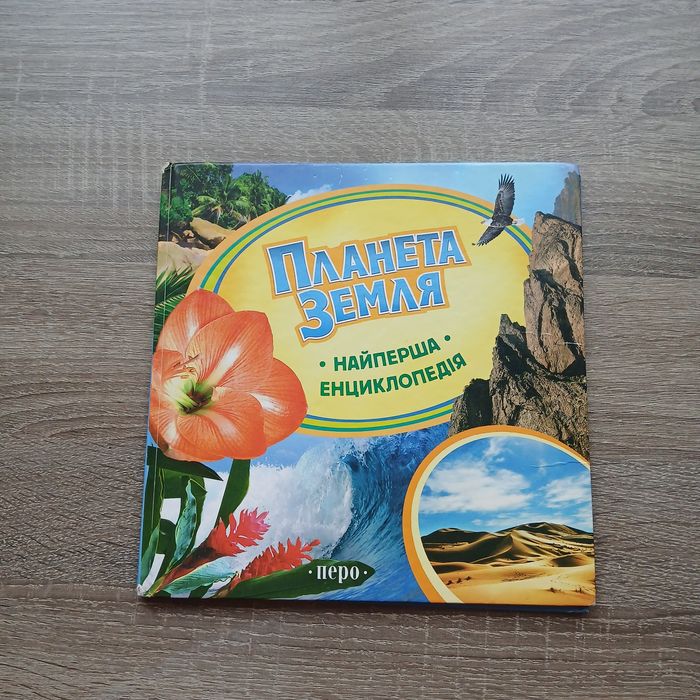 ПЛАНЕТА
ЗЕМЛЯ
• НАЙПЕРША •
ЕНЦИКЛОПЕДІЯ
• перо •